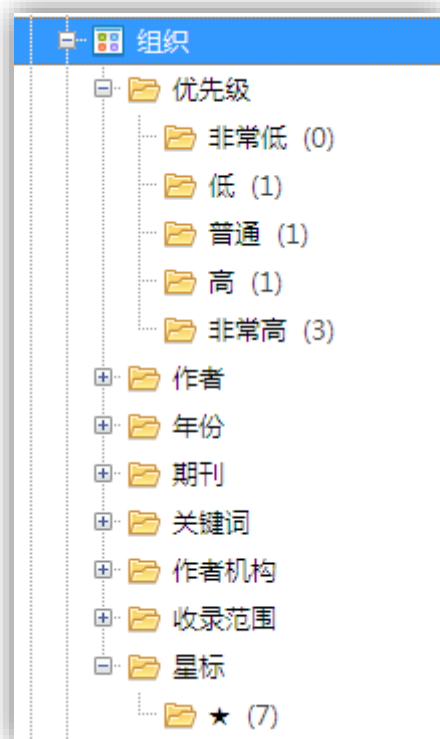 组织
优先级
非常低 (0)
低 (1)
普通 (1)
高 (1)
非常高 (3)
作者
年份
期刊
关键词
作者机构
收录范围
星标
★ (7)